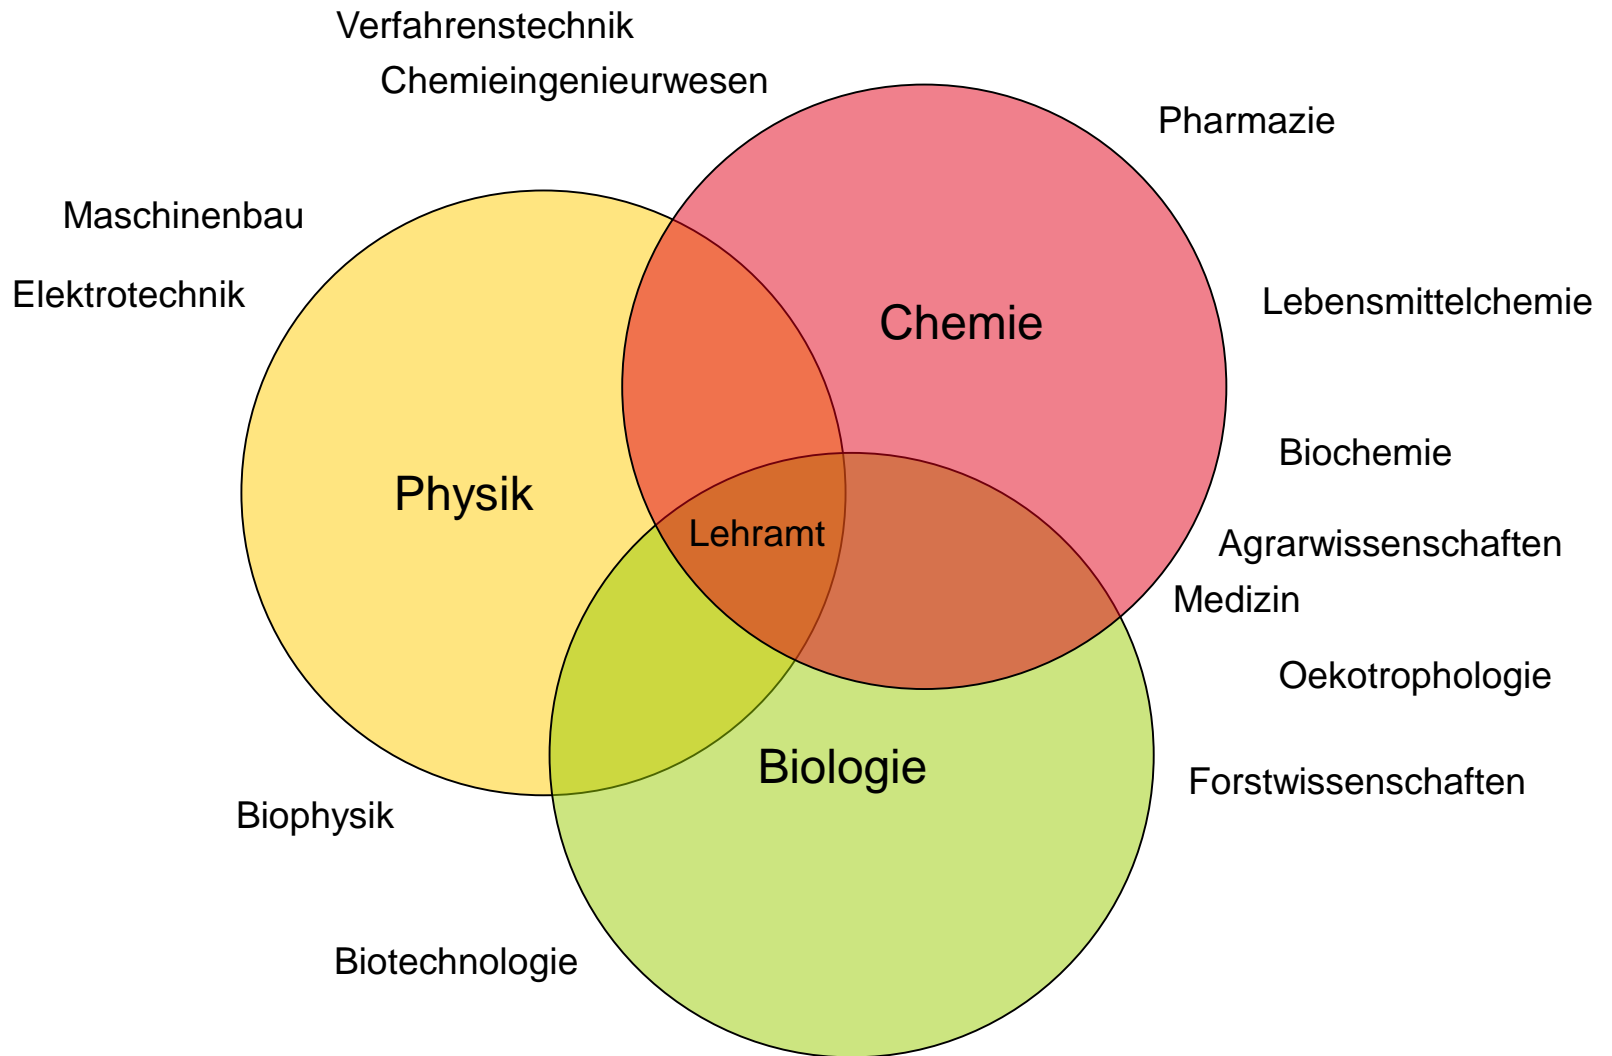 Verfahrenstechnik
Chemieingenieurwesen
Pharmazie
Maschinenbau
Elektrotechnik
Lebensmittelchemie
Chemie
Biochemie
Physik
Lehramt
Agrarwissenschaften
Medizin
Oekotrophologie
Biologie
Forstwissenschaften
Biophysik
Biotechnologie